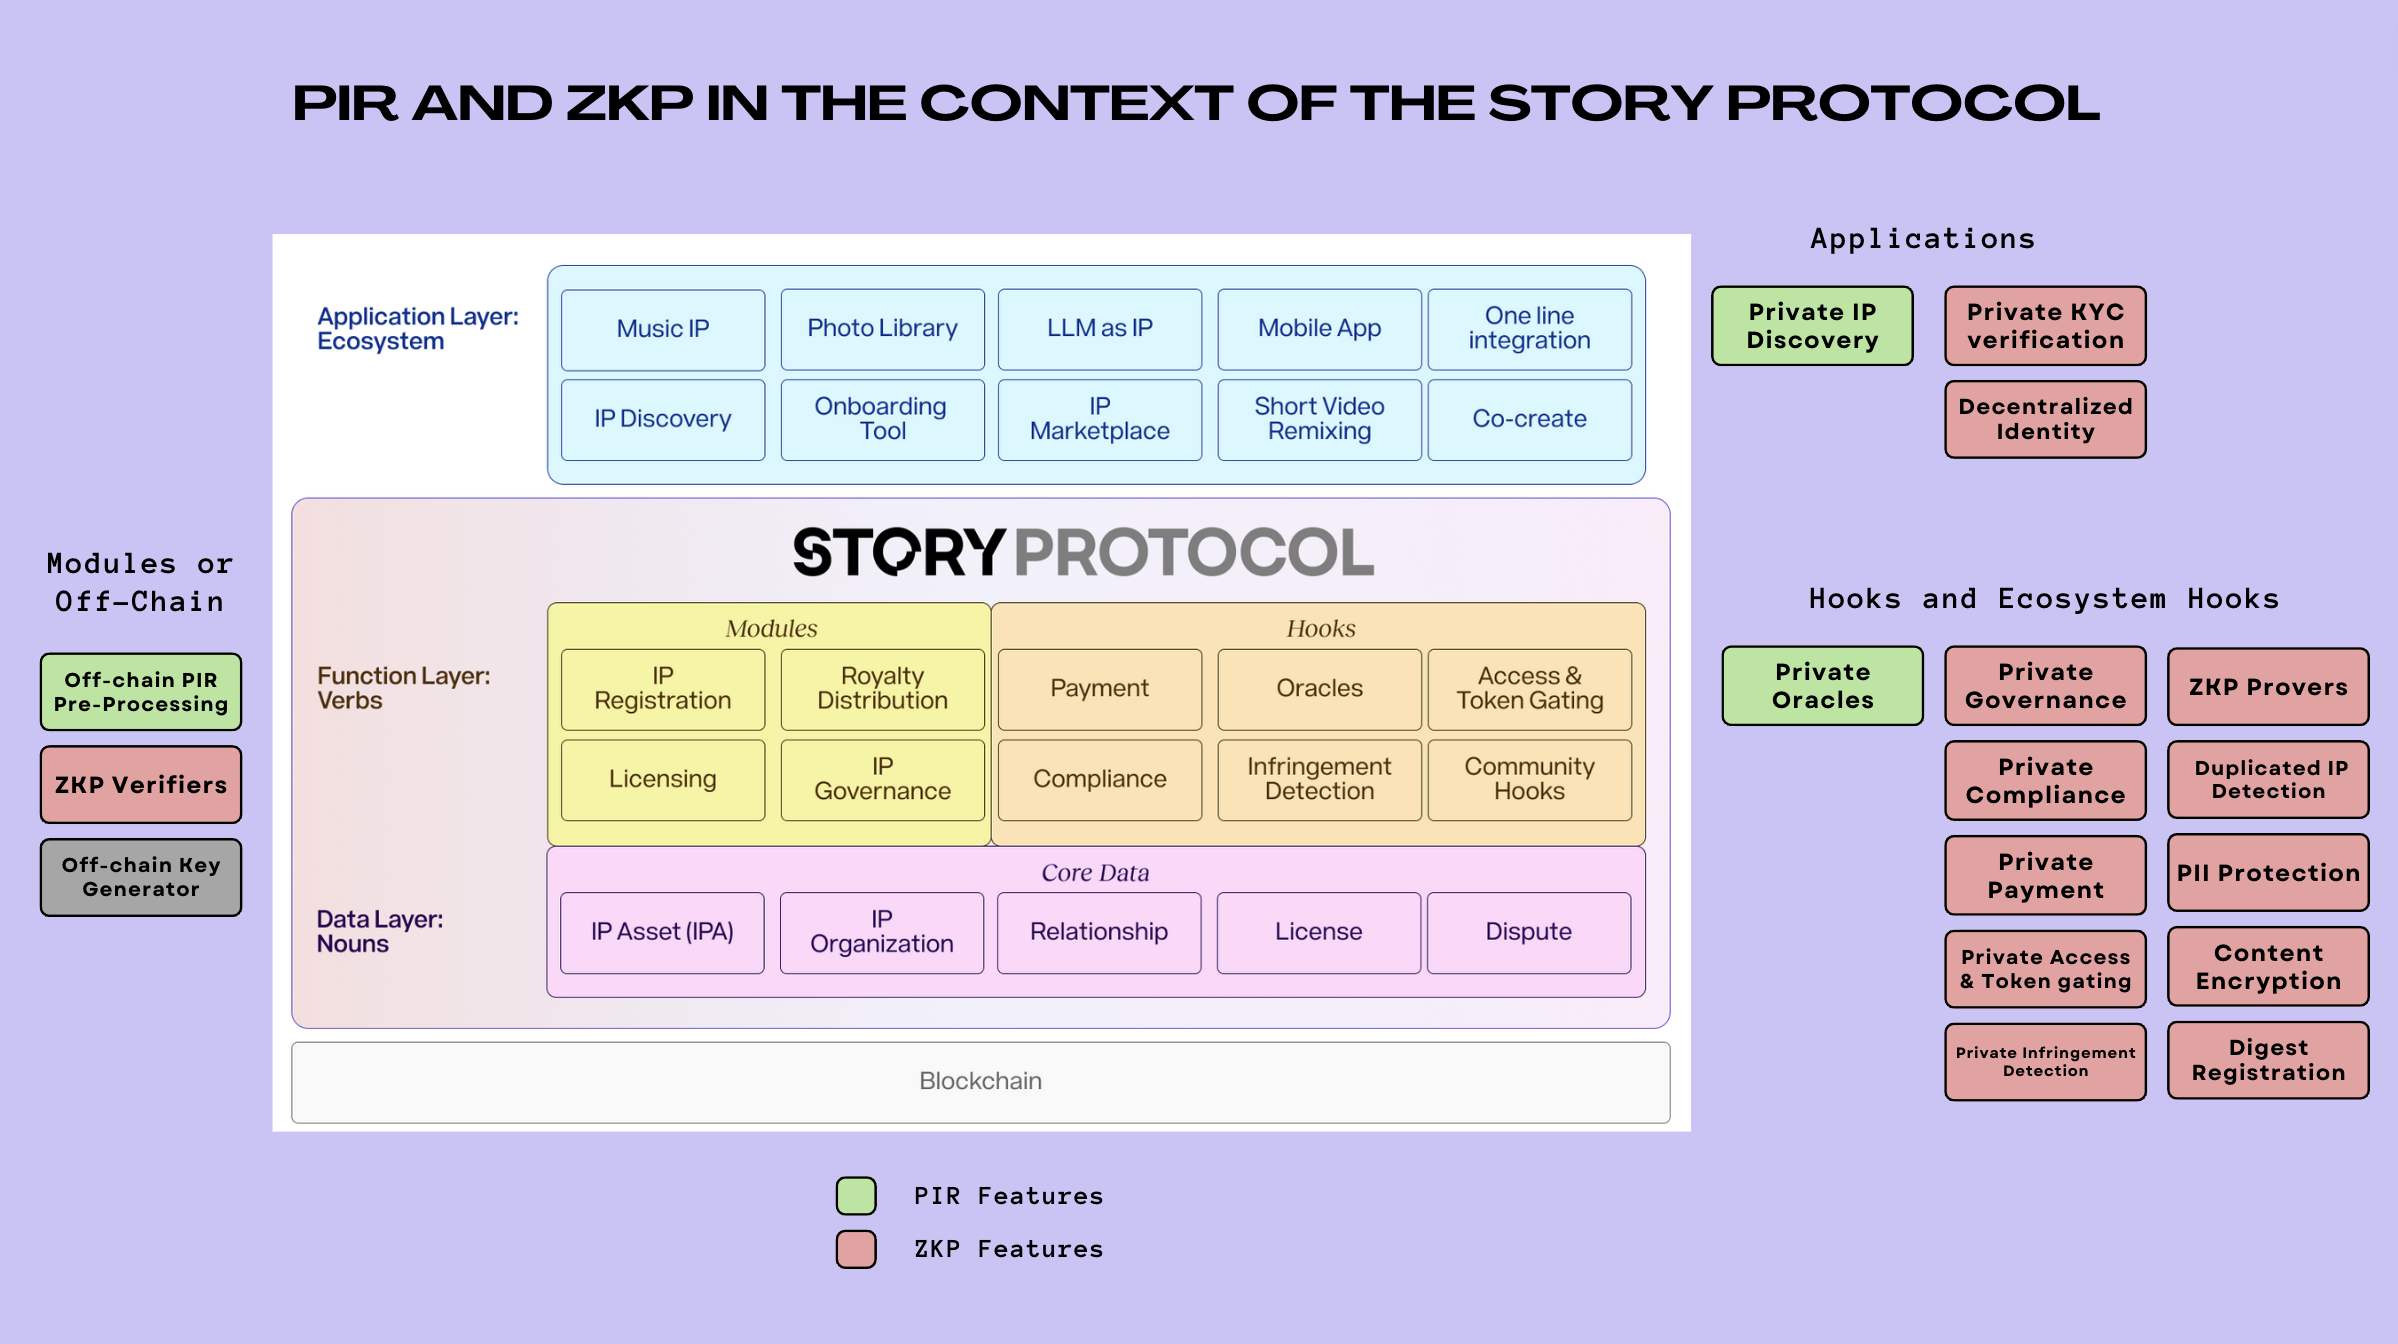 PIR AND ZKP IN THE CONTEXT OF THE STORY PROTOCOL
Application Layer:
Ecosystem
Music IP
Photo Library
LLM as IP
Mobile App
One line
integration
IP Discovery
Onboarding
Tool
IP
Marketplace
Short Video
Remixing
Co-create
STORY PROTOCOL
Function Layer:
Verbs
Modules
IP
Registration
Royalty
Distribution
Licensing
IP
Governance
Hooks
Payment
Oracles
Access &
Token Gating
Compliance
Infringement
Detection
Community
Hooks
Data Layer:
Nouns
Core Data
IP Asset (IPA)
IP
Organization
Relationship
License
Dispute
Blockchain
Modules or
Off-Chain
Off-chain PIR
Pre-Processing
ZKP Verifiers
Off-chain Key
Generator
Applications
Private IP
Discovery
Private KYC
verification
Decentralized
Identity
Hooks and Ecosystem Hooks
Private
Oracles
Private
Governance
ZKP Provers
Private
Compliance
Duplicated IP
Detection
Private
Payment
PII Protection
Private Access
& Token gating
Content
Encryption
Private Infringement
Detection
Digest
Registration
PIR Features
ZKP Features